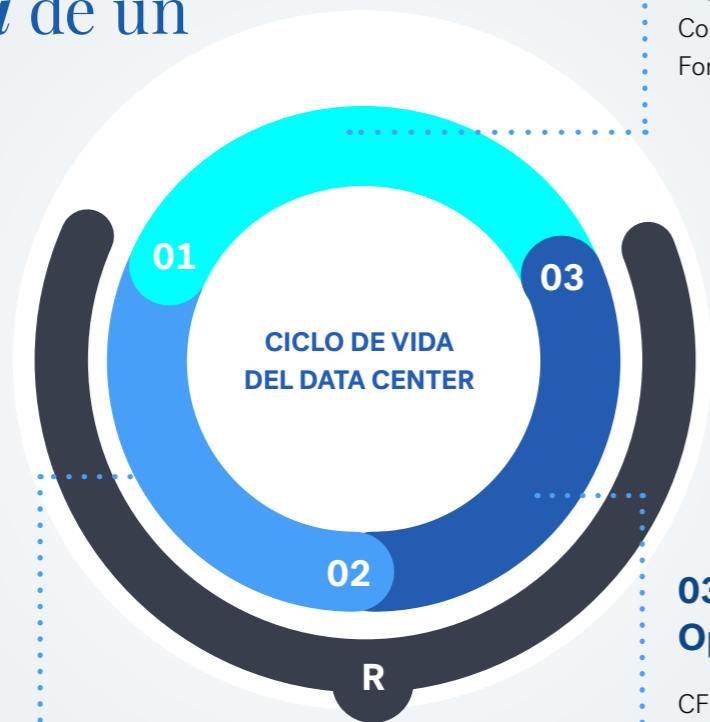 de un
Co
For
01
03
CICLO DE VIDA
DEL DATA CENTER
02
03
Op
R
CF